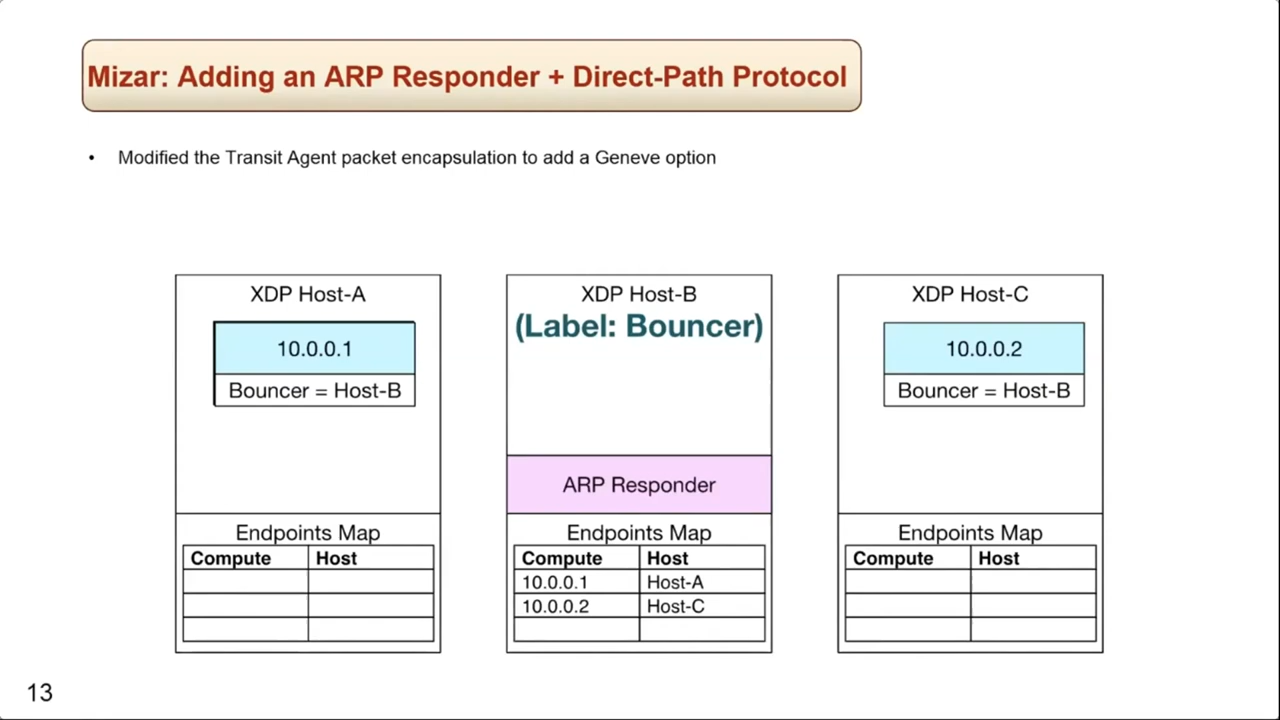 Mizar: Adding an ARP Responder + Direct-Path Protocol
• Modified the Transit Agent packet encapsulation to add a Geneve option
XDP Host-A
10.0.0.1
Bouncer = Host-B
Endpoints Map
Compute Host
XDP Host-B
(Label: Bouncer)
ARP Responder
Endpoints Map
Compute Host
10.0.0.1 Host-A
10.0.0.2 Host-C
XDP Host-C
10.0.0.2
Bouncer = Host-B
Endpoints Map
Compute Host
13